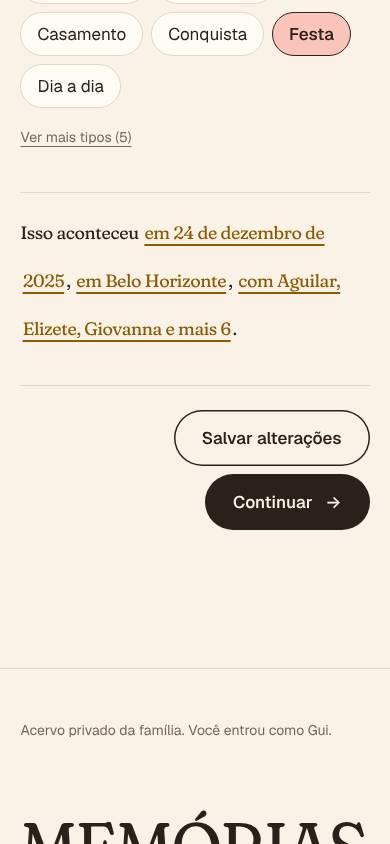 Casamento Conquista Festa
Dia a dia
Ver mais tipos (5)
Isso aconteceu em 24 de dezembro de
2025, em Belo Horizonte, com Aguilar,
Elizete, Giovanna e mais 6.
Salvar alterações
Continuar →
Acervo privado da família. Você entrou como Gui.
MEMÓRIAS